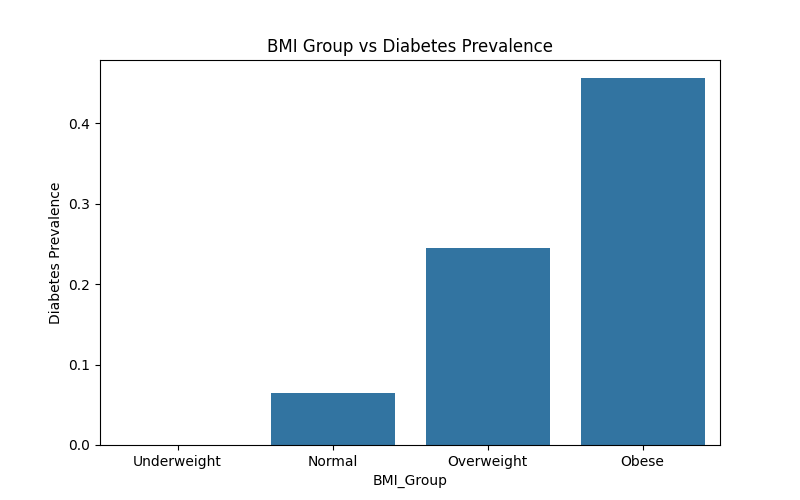 BMI Group vs Diabetes Prevalence
Diabetes Prevalence
0.4
0.3
0.2
0.1
0.0
Underweight Normal Overweight Obese
BMI_Group